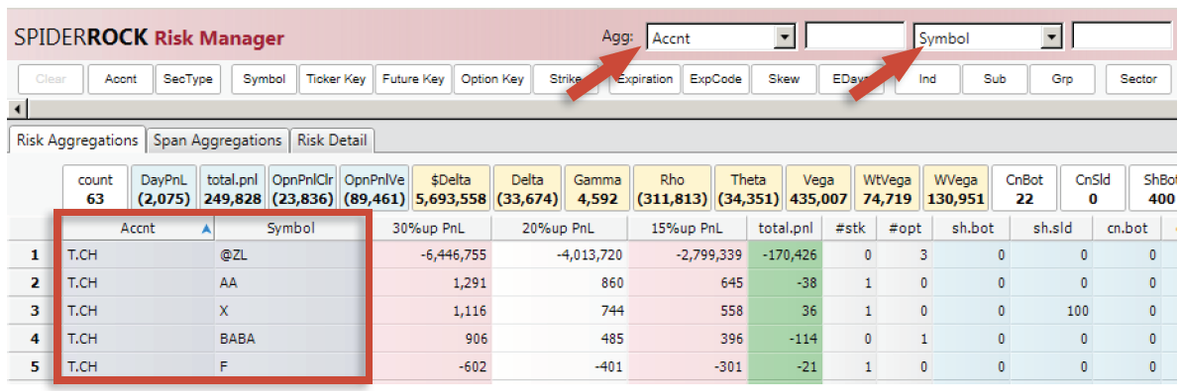 SPIDERROCK Risk Manager Agg: Accnt Symbol
Clear Accnt SecType Symbol Ticker Key Future Key Option Key Strike Expiration ExpCode Skew EDays Ind Sub Grp Sector
Risk Aggregations Span Aggregations Risk Detail
count DayPnL total.pnl OpnPnlClr OpnPnlVe $Delta Delta Gamma Rho Theta Vega WtVega WVega CnBot CnSld ShBot
63 (2,075) 249,828 (23,836) (89,461) 5,693,558 (33,674) 4,592 (311,813) (34,351) 435,007 74,719 130,951 22 0 400
Accnt Symbol 30%up PnL 20%up PnL 15%up PnL total.pnl #stk #opt sh.bot sh.sld cn.bot
1 T.CH @ZL -6,446,755 -4,013,720 -2,799,339 -170,426 0 3 0 0 0
2 T.CH AA 1,291 860 645 -38 1 0 0 0 0
3 T.CH X 1,116 744 558 36 1 0 0 100 0
4 T.CH BABA 906 485 396 -114 0 1 0 0 0
5 T.CH F -602 -401 -301 -21 1 0 0 0 0